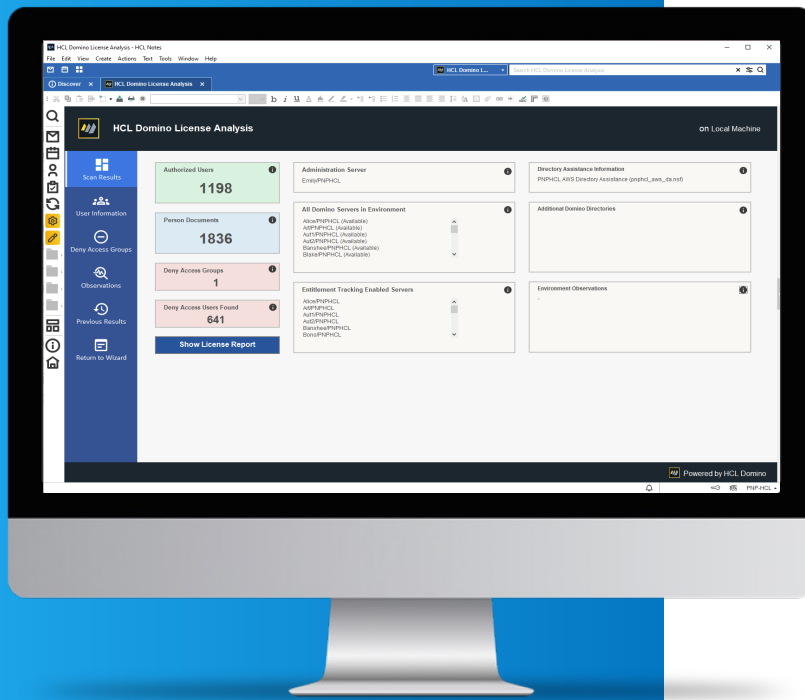 HCL Domino License Analysis - HCL Notes
File Edit View Create Actions Text Tools Window Help
HCL Domino L...
Search HCL Domino License Analysis
Discover
HCL Domino License Analysis
HCL Domino License Analysis
on Local Machine
Scan Results
User Information
Deny Access Groups
Observations
Previous Results
Return to Wizard
Authorized Users
1198
Person Documents
1836
Deny Access Groups
1
Deny Access Users Found
641
Show License Report
Administration Server
Emily/PNPHCL
All Domino Servers in Environment
Alice/PNPHCL (Available)
Art/PNPHCL (Available)
Aut1/PNPHCL (Available)
Aut2/PNPHCL (Available)
Banshee/PNPHCL (Available)
Blake/PNPHCL (Available)
Entitlement Tracking Enabled Servers
Alice/PNPHCL
Art/PNPHCL
Aut1/PNPHCL
Aut2/PNPHCL
Banshee/PNPHCL
Bono/PNPHCL
Directory Assistance Information
PNPHCL AWS Directory Assistance (pnphcl_aws_da.nsf)
Additional Domino Directories
Environment Observations
-
Powered by HCL Domino
PNP-HCL